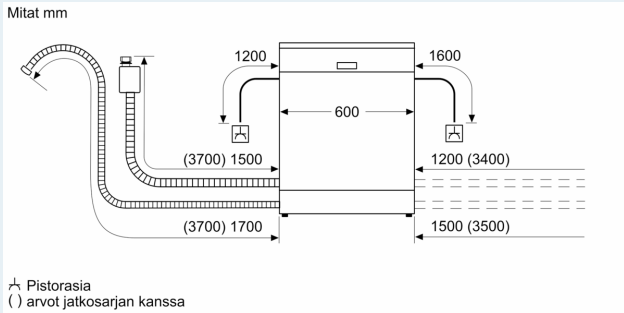 Mitat mm
1200
1600
600
(3700) 1500
1200 (3400)
(3700) 1700
1500 (3500)
Pistorasia
( ) arvot jatkosarjan kanssa